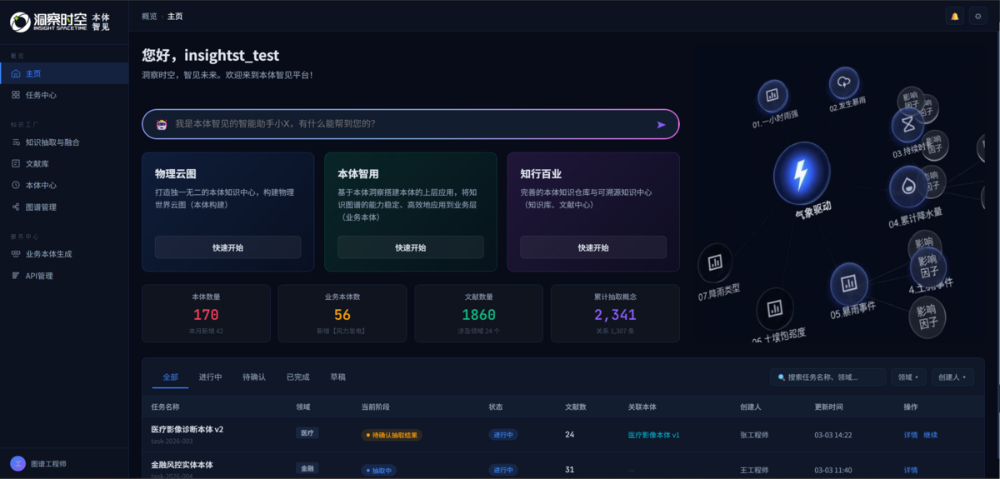 洞察时空
INSIGHT SPACETIME
本体
智见
概览
主页
任务中心
知识工厂
知识抽取与融合
文献库
本体中心
图谱管理
服务中心
业务本体生成
API管理
工
图谱工程师
概览 › 主页
您好，insightst_test
洞察时空，智见未来。欢迎来到本体智见平台！
我是本体智见的智能助手小X，有什么能帮到您的？
物理云图
打造独一无二的本体知识中心，构建物理
世界云图（本体构建）
快速开始
本体智用
基于本体洞察搭建本体的上层应用，将知
识图谱的能力稳定、高效地应用到业务层
（业务本体）
快速开始
知行百业
完善的本体知识仓库与可溯源知识中心
（知识库、文献中心）
快速开始
本体数量
170
本月新增 42
业务本体数
56
新增【风力发电】
文献数量
1860
涉及领域 24 个
累计抽取概念
2,341
关系 1,307 条
01.一小时雨强
02.发生暴雨
影响
因子
03.持续时长
影响
因子
气象驱动
影响
因子
04.累计降水量
影响
影响
因子
07.降雨类型
05.暴雨事件
影响
因子
06.土壤饱和度
全部 进行中 待确认 已完成 草稿
搜索任务名称、领域... 领域 创建人
任务名称 领域 当前阶段 状态 文献数 关联本体 创建人 更新时间 操作
医疗影像诊断本体 v2 医疗 待确认抽取结果 进行中 24 医疗影像本体 v1 张工程师 03-03 14:22 详情 继续
task-2026-003
金融风控实体本体 金融 抽取中 进行中 31 — 王工程师 03-03 11:40 详情
task-2026-004